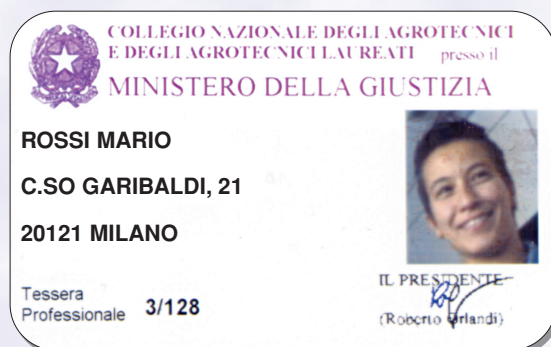 COLLEGIO NAZIONALE DEGLI AGROTECNICI
E DEGLI AGROTECNICI LAUREATI presso il
MINISTERO DELLA GIUSTIZIA
ROSSI MARIO
C.SO GARIBALDI, 21
20121 MILANO
IL PRESIDENTE
Tessera
Professionale 3/128
(Roberto Orlandi)